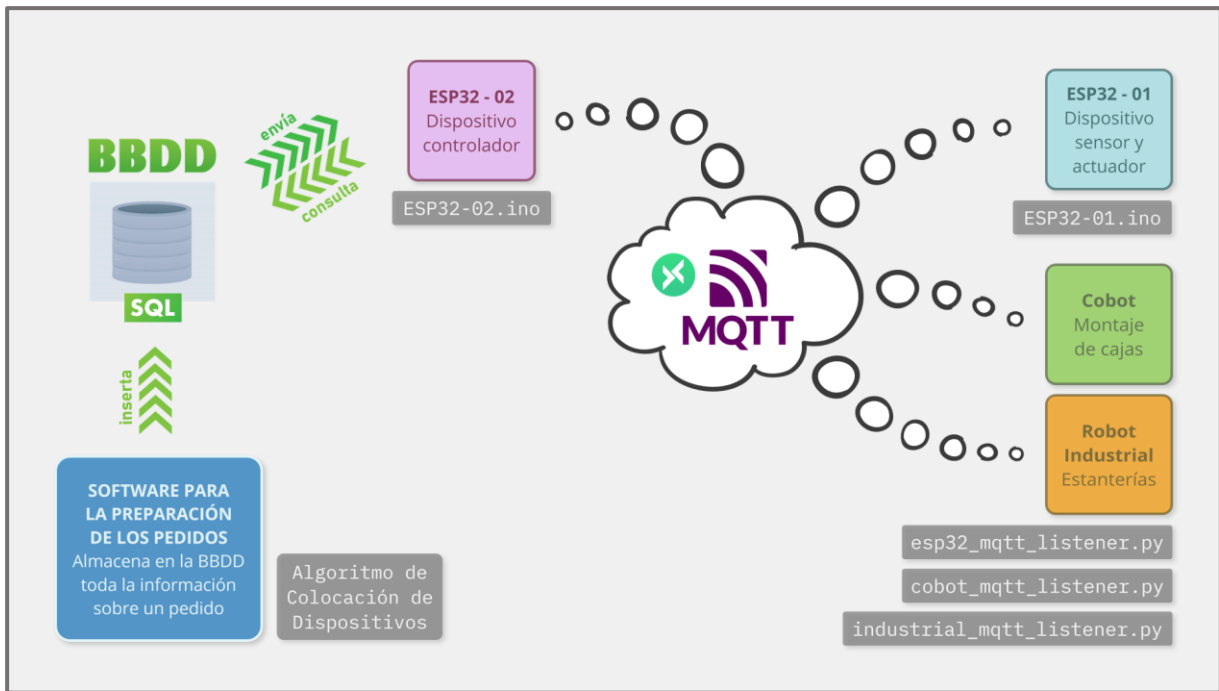 BBDD
SQL
envía
consulta
inserta
SOFTWARE PARA
LA PREPARACIÓN
DE LOS PEDIDOS
Almacena en la BBDD
toda la información
sobre un pedido
Algoritmo de
Colocación de
Dispositivos
ESP32 - 02
Dispositivo
controlador
ESP32-02.ino
MQTT
ESP32 - 01
Dispositivo
sensor y
actuador
ESP32-01.ino
Cobot
Montaje
de cajas
Robot
Industrial
Estanterías
esp32_mqtt_listener.py
cobot_mqtt_listener.py
industrial_mqtt_listener.py